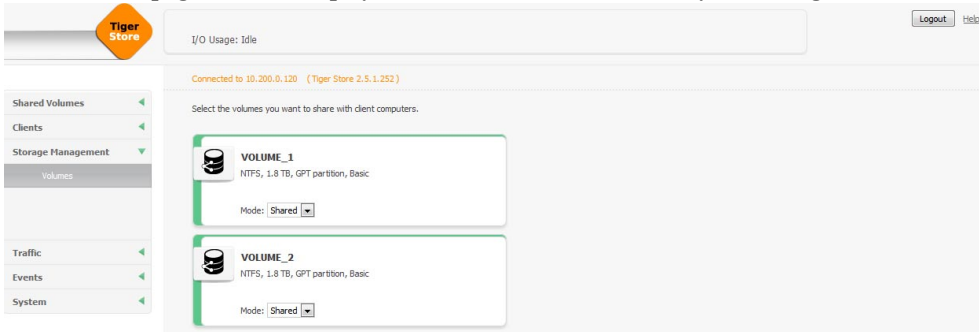 Tiger
Store
I/O Usage: Idle
Logout Help
Connected to 10.200.0.120 (Tiger Store 2.5.1.252)
Shared Volumes
Clients
Storage Management
Volumes
Traffic
Events
System
Select the volumes you want to share with client computers.
VOLUME_1
NTFS, 1.8 TB, GPT partition, Basic
Mode: Shared
VOLUME_2
NTFS, 1.8 TB, GPT partition, Basic
Mode: Shared